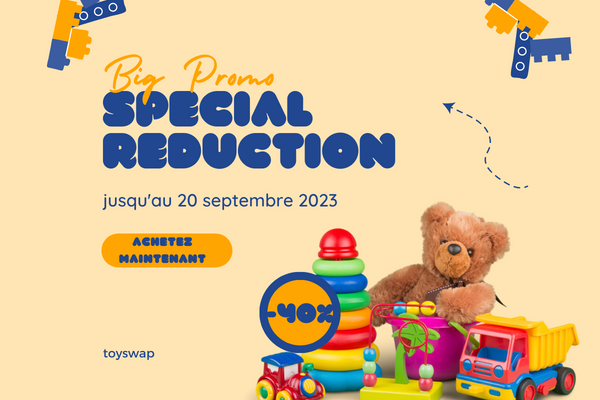 Big Promo
SPECIAL
REDUCTION
jusqu'au 20 septembre 2023
ACHETEZ
MAINTENANT
-40%
toyswap